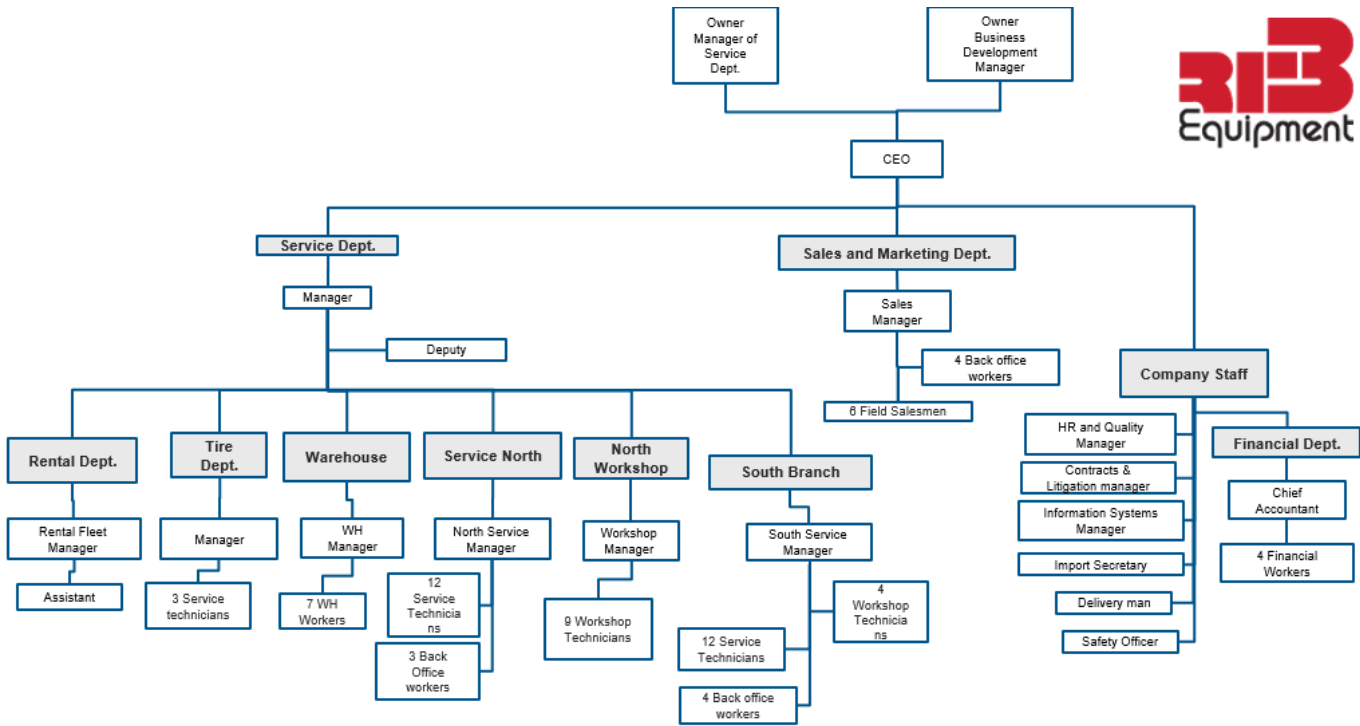 Owner
Manager of
Service
Dept.
Owner
Business
Development
Manager
Equipment
CEO
Service Dept.
Sales and Marketing Dept.
Manager
Sales
Manager
Deputy
4 Back office
workers
Company Staff
6 Field Salesmen
Rental Dept.
Tire
Dept.
Warehouse
Service North
North
Workshop
South Branch
HR and Quality
Manager
Financial Dept.
Contracts &
Litigation manager
Chief
Accountant
Rental Fleet
Manager
Manager
WH
Manager
North Service
Manager
Workshop
Manager
South Service
Manager
Information Systems
Manager
4 Financial
Workers
Import Secretary
Assistant
3 Service
technicians
7 WH
Workers
12
Service
Technicia
ns
9 Workshop
Technicians
4
Workshop
Technicia
ns
Delivery man
12 Service
Technicians
Safety Officer
3 Back
Office
workers
4 Back office
workers